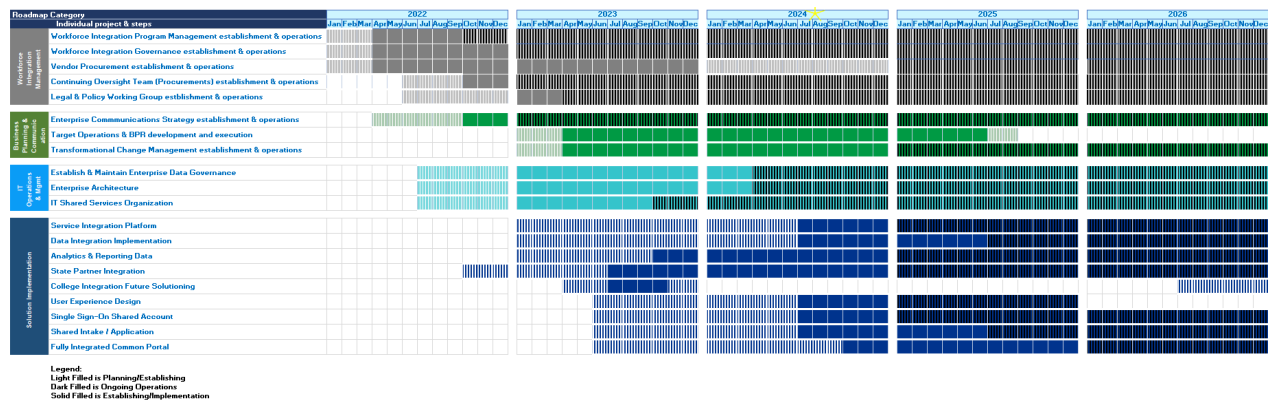 Roadmap Category 2022 2023 2024 2025 2026
Individual project & steps Jan Feb Mar Apr May Jun Jul Aug Sep Oct Nov Dec Jan Feb Mar Apr May Jun Jul Aug Sep Oct Nov Dec Jan Feb Mar Apr May Jun Jul Aug Sep Oct Nov Dec Jan Feb Mar Apr May Jun Jul Aug Sep Oct Nov Dec Jan Feb Mar Apr May Jun Jul Aug Sep Oct Nov Dec
Workforce
Integration
Management
Workforce Integration Program Management establishment & operations
Workforce Integration Governance establishment & operations
Vendor Procurement establishment & operations
Continuing Oversight Team (Procurements) establishment & operations
Legal & Policy Working Group estblishment & operations
Business
Planning &
Communic
ation
Enterprise Commmunications Strategy establishment & operations
Target Operations & BPR development and execution
Transformational Change Management establishment & operations
IT
Operations
& Mgmt
Establish & Maintain Enterprise Data Governance
Enterprise Architecture
IT Shared Services Organization
Solution Implementation
Service Integration Platform
Data Integration Implementation
Analytics & Reporting Data
State Partner Integration
College Integration Future Solutioning
User Experience Design
Single Sign-On Shared Account
Shared Intake / Application
Fully Integrated Common Portal
Legend:
Light Filled is Planning/Establishing
Dark Filled is Ongoing Operations
Solid Filled is Establishing/Implementation